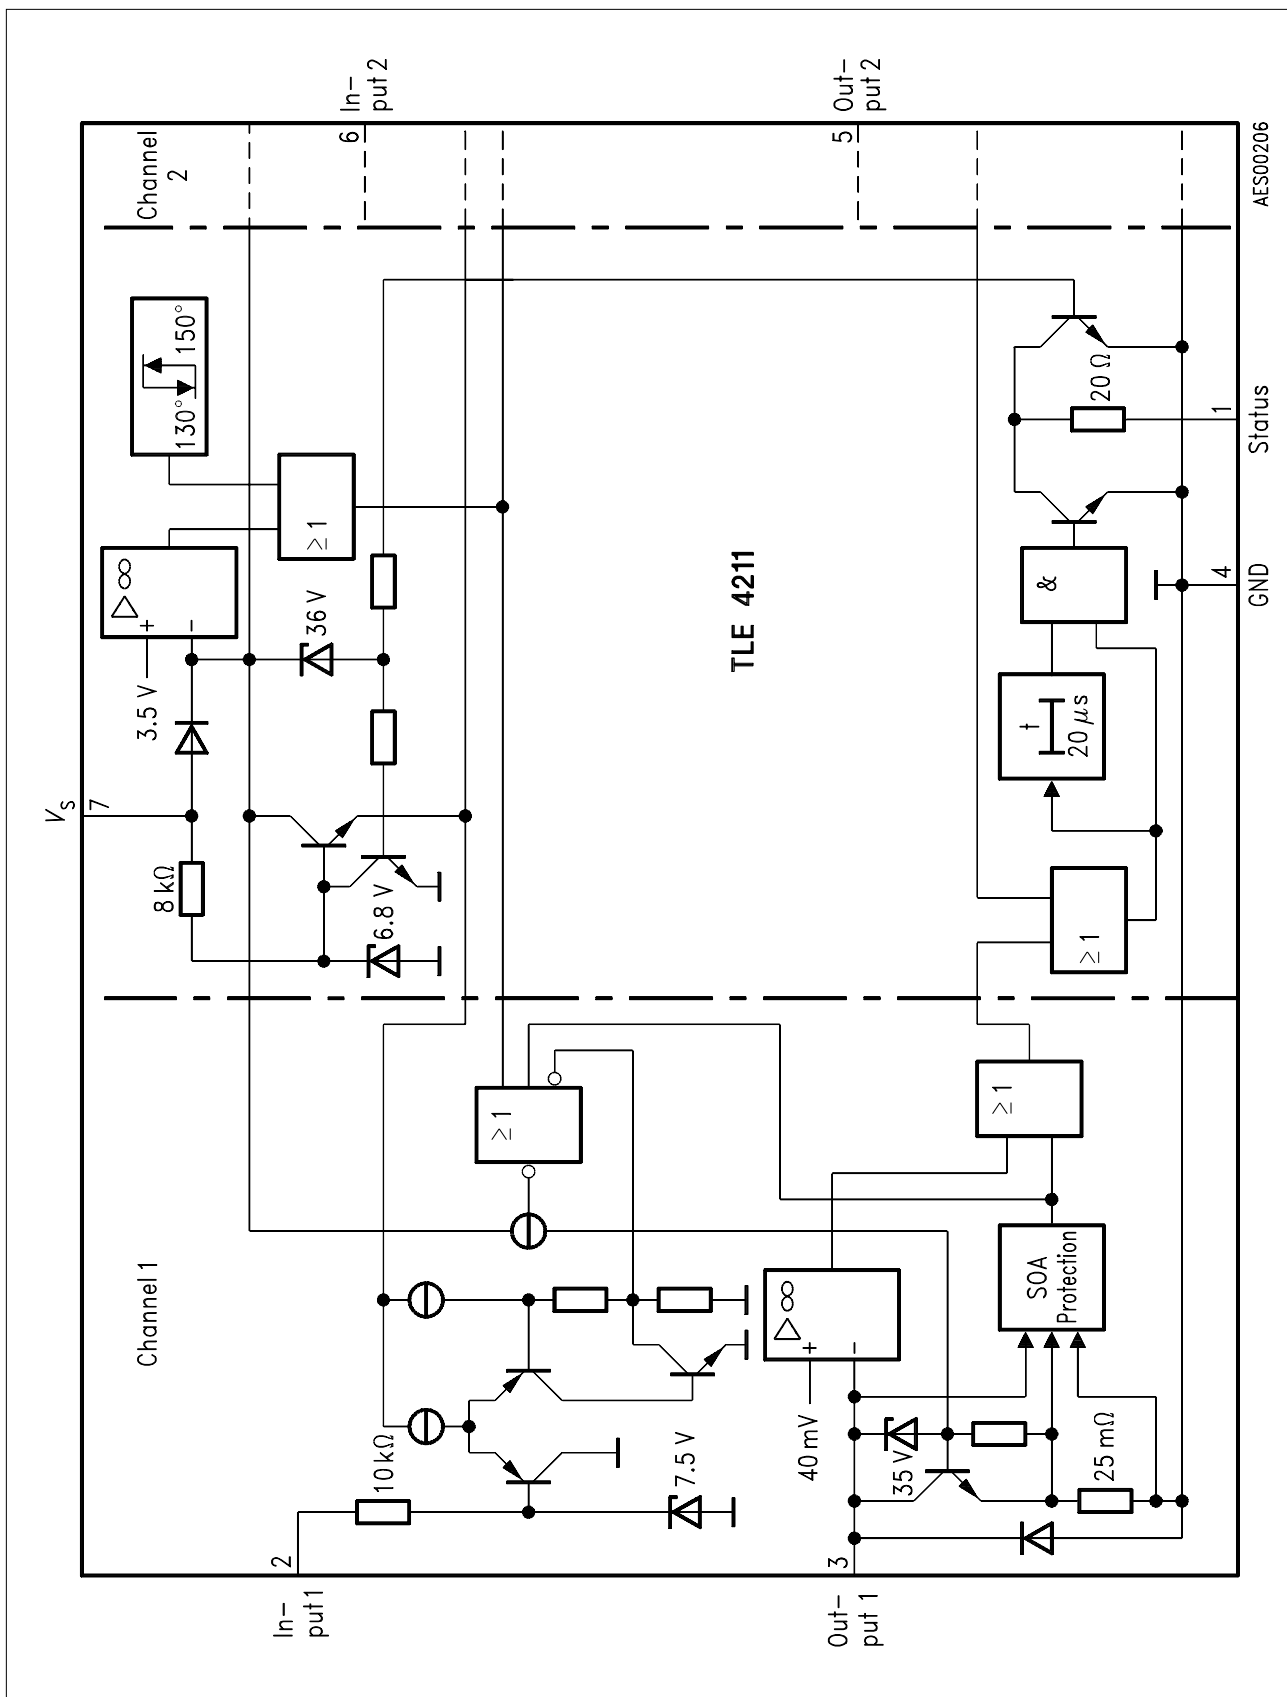 Channel 1
Channel
2
In-
put 1
2
10 kΩ
7.5 V
Out-
put 1
3
40 mV
+
-
▷∞
35 V
25 mΩ
SOA
Protection
≥ 1
≥ 1
Vs
7
8 kΩ
6.8 V
3.5 V
+
-
▷∞
36 V
130° 150°
≥ 1
TLE 4211
≥ 1
t
20 µs
&
20 Ω
4
GND
1
Status
6
In-
put 2
5
Out-
put 2
AES00206